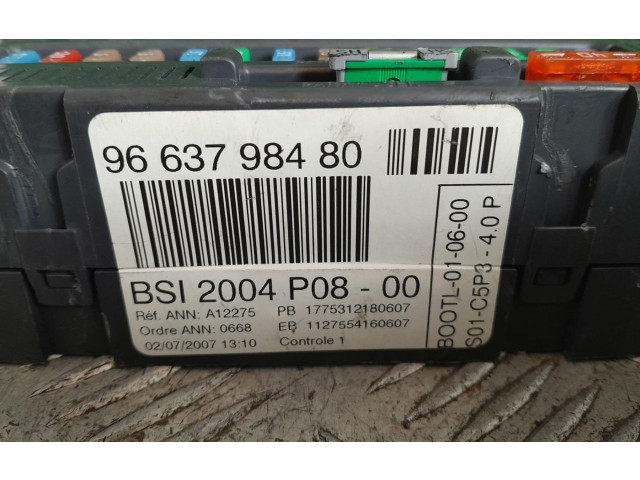 96 637 984 80
BSI 2004 P08 - 00
Réf. ANN: A12275 PB 1775312180607
Ordre ANN: 0668 EP 1127554160607
02/07/2007 13:10 Controle 1
BOOTL-01-06-00
S01-C5P3 - 4.0 P